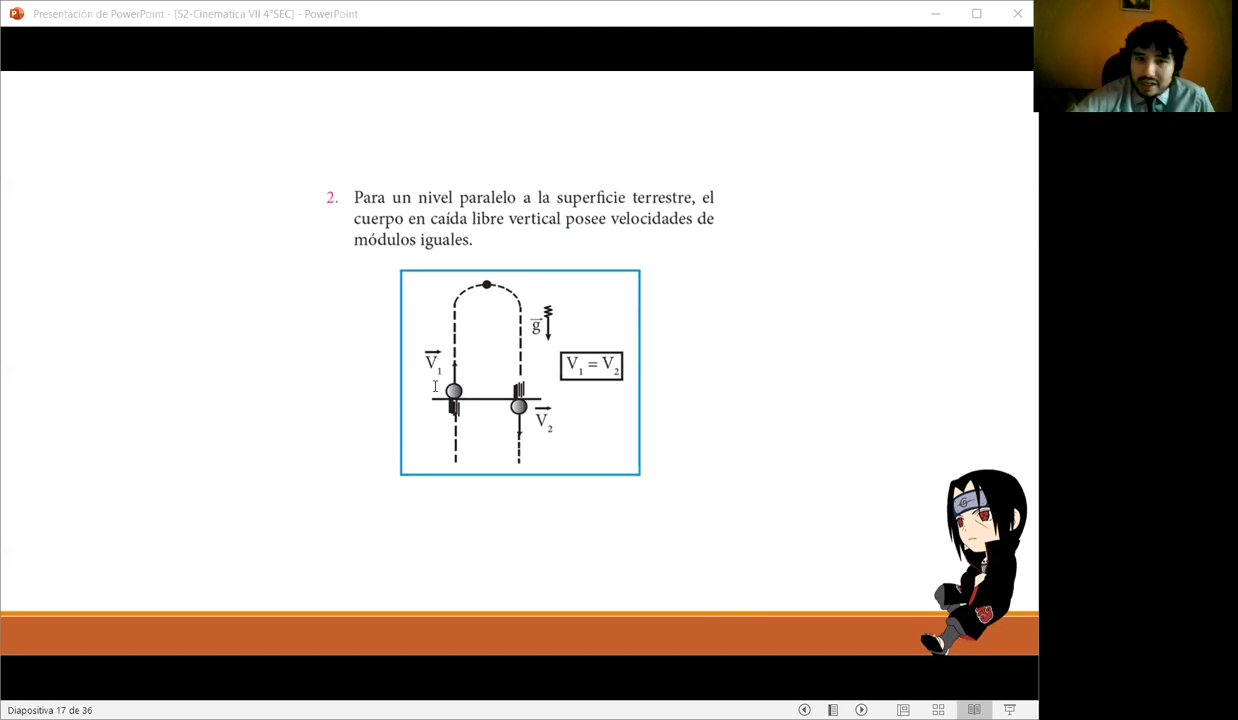 Presentación de PowerPoint - [S2-Cinematica VII 4°SEC] - PowerPoint
2. Para un nivel paralelo a la superficie terrestre, el
cuerpo en caída libre vertical posee velocidades de
módulos iguales.
g
V1
V1 = V2
V2
Diapositiva 17 de 36